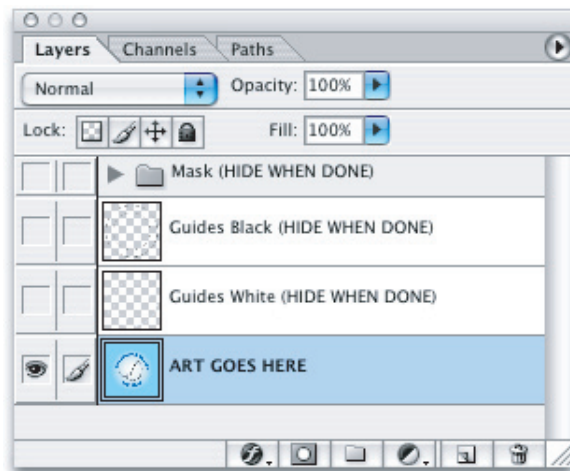 Layers Channels Paths
Normal Opacity: 100%
Lock: Fill: 100%
Mask (HIDE WHEN DONE)
Guides Black (HIDE WHEN DONE)
Guides White (HIDE WHEN DONE)
ART GOES HERE